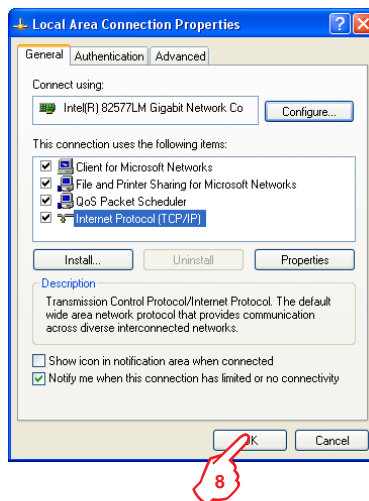 Local Area Connection Properties
General Authentication Advanced
Connect using:
Intel(R) 82577LM Gigabit Network Co Configure...
This connection uses the following items:
Client for Microsoft Networks
File and Printer Sharing for Microsoft Networks
QoS Packet Scheduler
Internet Protocol (TCP/IP)
Install... Uninstall Properties
Description
Transmission Control Protocol/Internet Protocol. The default
wide area network protocol that provides communication
across diverse interconnected networks.
Show icon in notification area when connected
Notify me when this connection has limited or no connectivity
OK Cancel
8